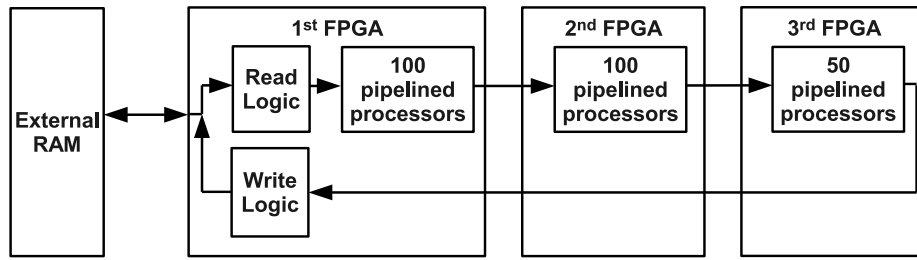 1st FPGA
2nd FPGA
3rd FPGA
External
RAM
Read
Logic
100
pipelined
processors
100
pipelined
processors
50
pipelined
processors
Write
Logic